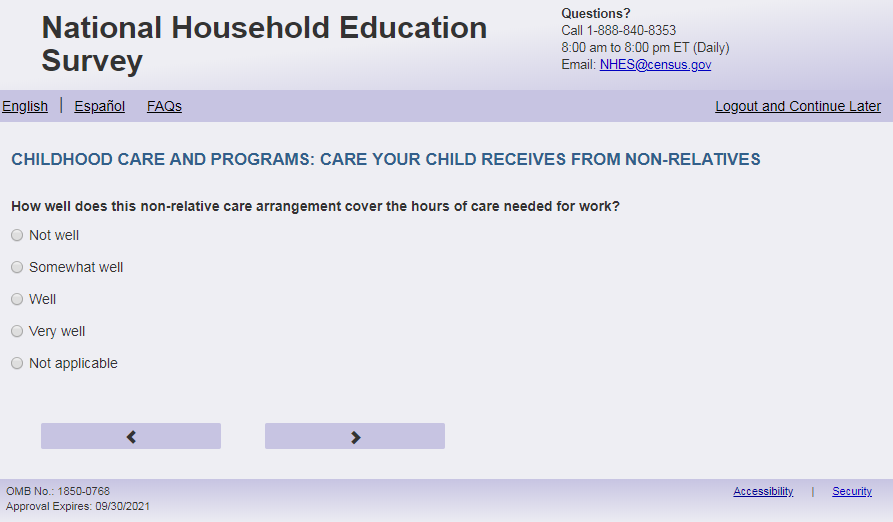 National Household Education
Survey
Questions?
Call 1-888-840-8353
8:00 am to 8:00 pm ET (Daily)
Email: NHES@census.gov
English | Español FAQs
Logout and Continue Later
CHILDHOOD CARE AND PROGRAMS: CARE YOUR CHILD RECEIVES FROM NON-RELATIVES
How well does this non-relative care arrangement cover the hours of care needed for work?
Not well
Somewhat well
Well
Very well
Not applicable
OMB No.: 1850-0768
Approval Expires: 09/30/2021
Accessibility | Security